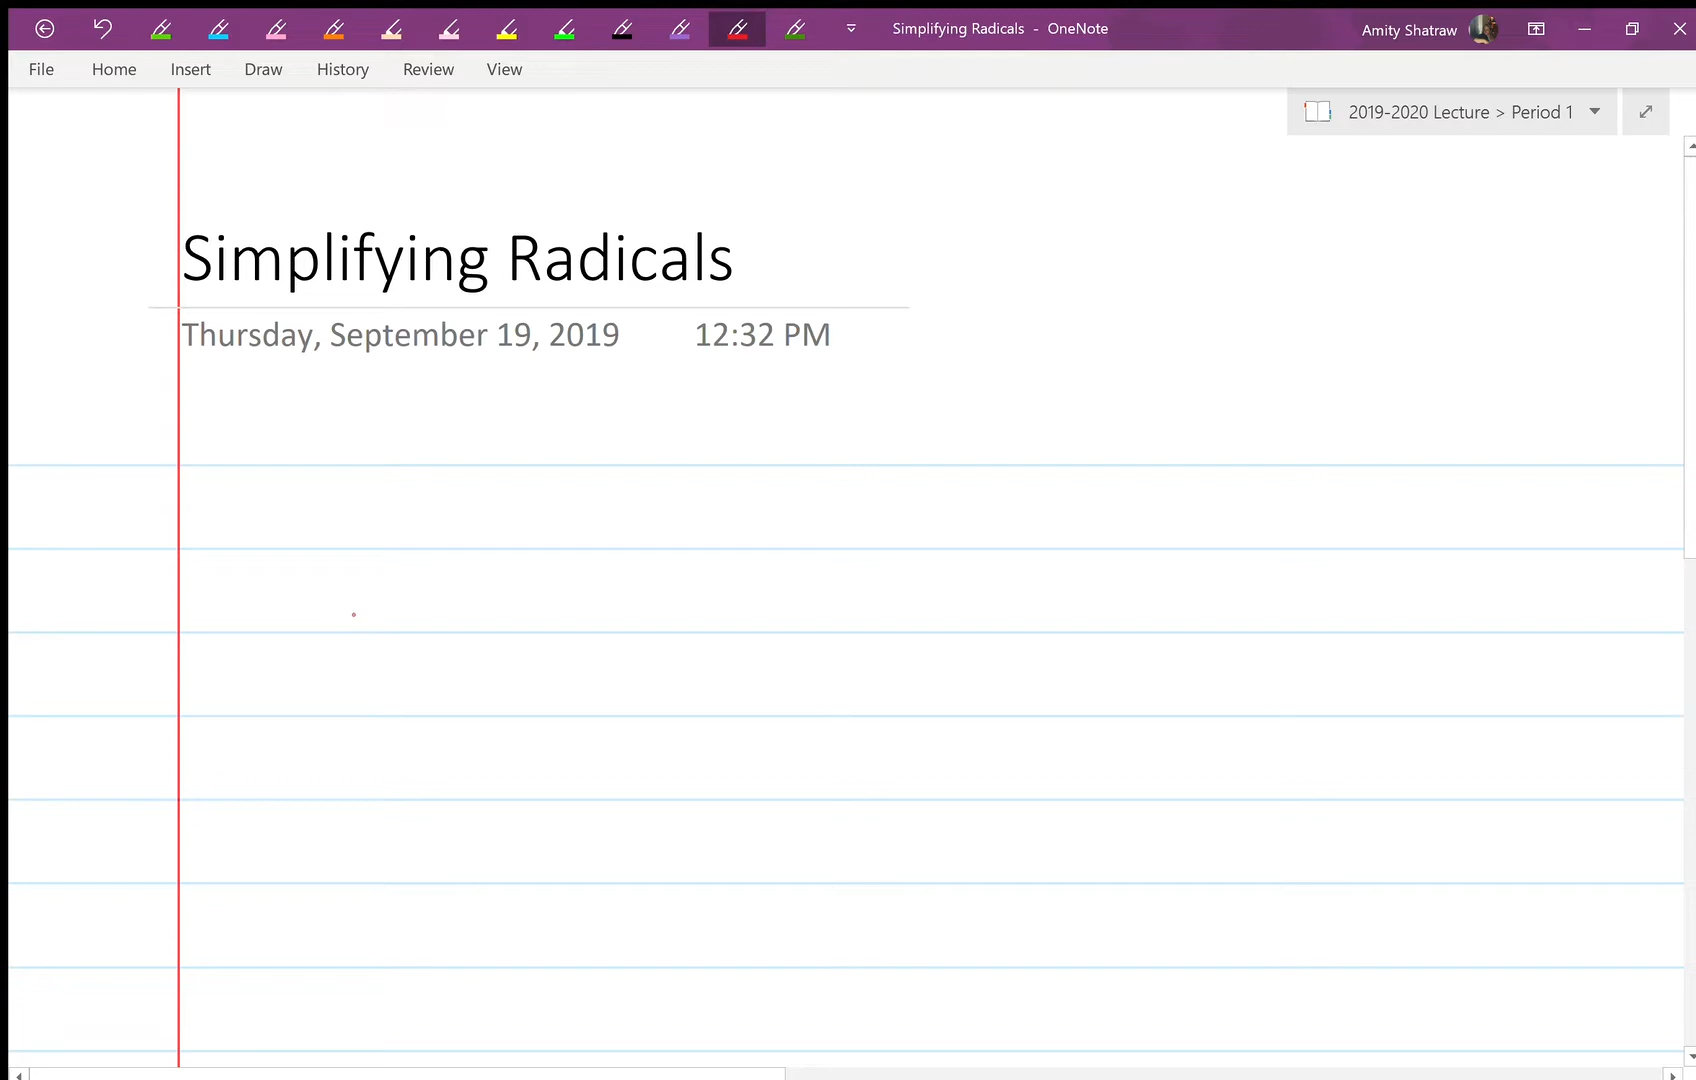 Simplifying Radicals - OneNote
Amity Shatraw
File Home Insert Draw History Review View
2019-2020 Lecture > Period 1
Simplifying Radicals
Thursday, September 19, 2019 12:32 PM